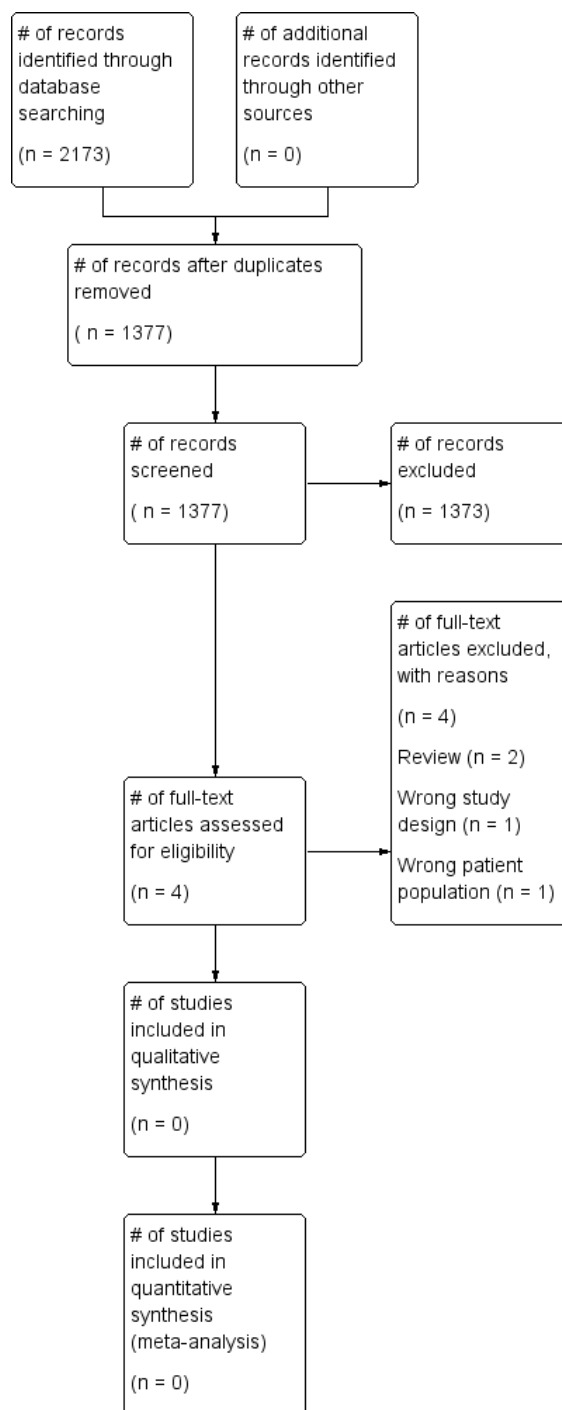 # of records
identified through
database
searching
(n = 2173)
# of additional
records identified
through other
sources
(n = 0)
# of records after duplicates
removed
( n = 1377)
# of records
screened
( n = 1377)
# of records
excluded
(n = 1373)
# of full-text
articles excluded,
with reasons
(n = 4)
Review (n = 2)
Wrong study
design (n = 1)
Wrong patient
population (n = 1)
# of full-text
articles assessed
for eligibility
(n = 4)
# of studies
included in
qualitative
synthesis
(n = 0)
# of studies
included in
quantitative
synthesis
(meta-analysis)
(n = 0)